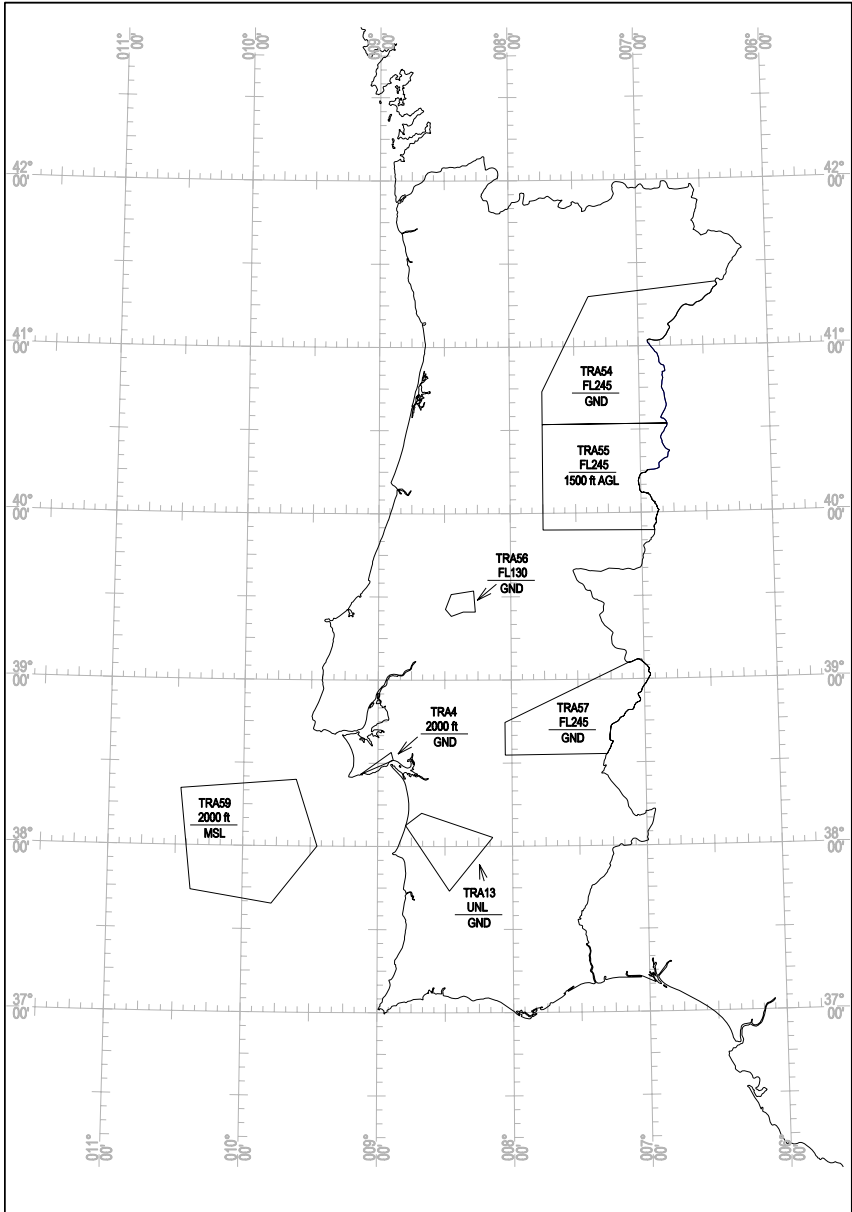 011°
00'
010°
00'
009°
00'
008°
00'
007°
00'
006°
00'
42°
00'
42°
00'
41°
00'
41°
00'
TRA54
FL245
GND
TRA55
FL245
1500 ft AGL
40°
00'
40°
00'
TRA56
FL130
GND
39°
00'
39°
00'
TRA4
2000 ft
GND
TRA57
FL245
GND
TRA59
2000 ft
MSL
38°
00'
38°
00'
TRA13
UNL
GND
37°
00'
37°
00'
011°
00'
010°
00'
009°
00'
008°
00'
007°
00'
006°
00'